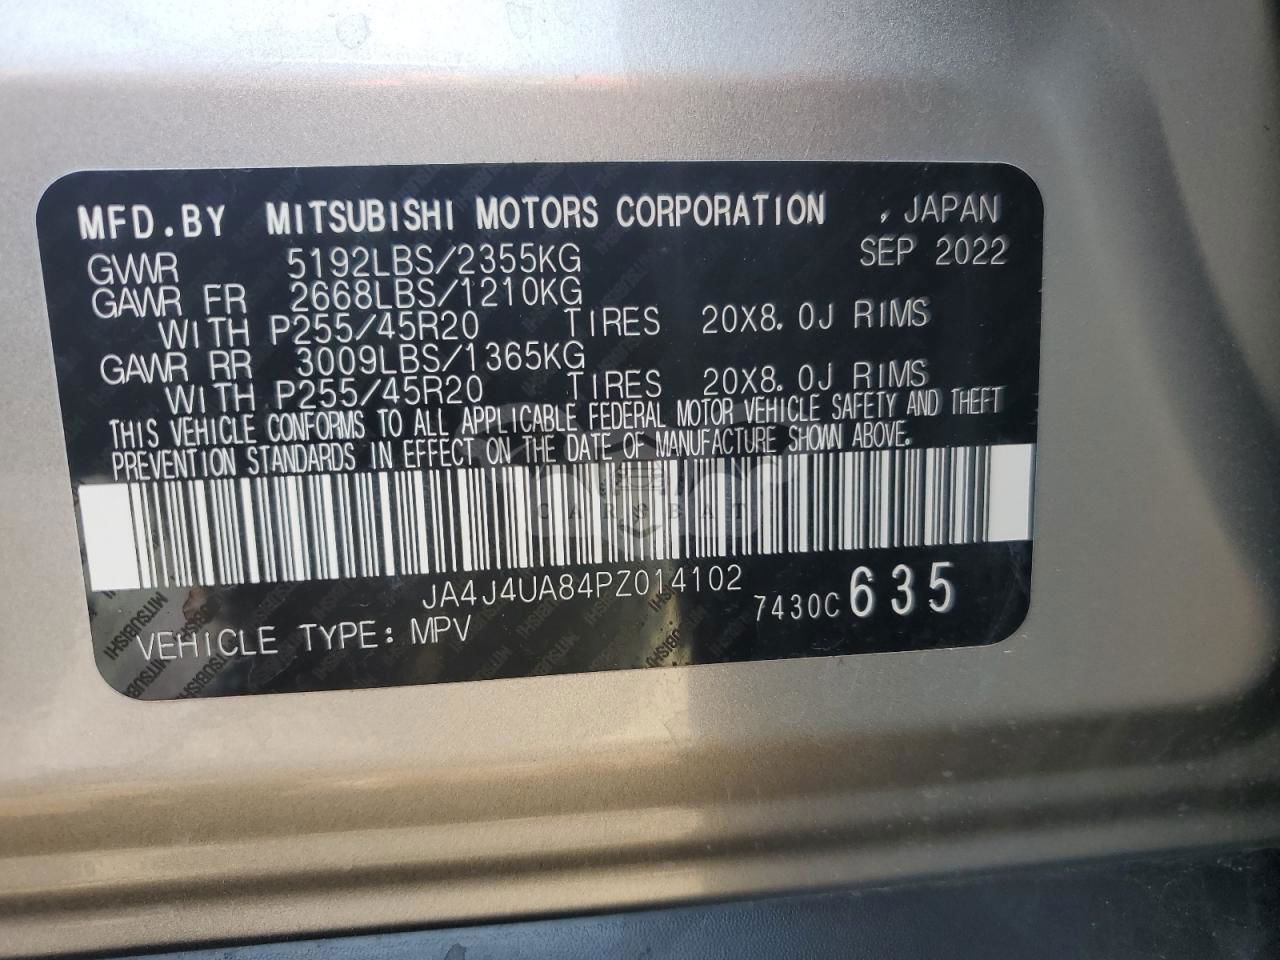 MFD.BY MITSUBISHI MOTORS CORPORATION , JAPAN
GVWR 5192LBS/2355KG SEP 2022
GAWR FR 2668LBS/1210KG
WITH P255/45R20 TIRES 20X8.0J RIMS
GAWR RR 3009LBS/1365KG
WITH P255/45R20 TIRES 20X8.0J RIMS
THIS VEHICLE CONFORMS TO ALL APPLICABLE FEDERAL MOTOR VEHICLE SAFETY AND THEFT
PREVENTION STANDARDS IN EFFECT ON THE DATE OF MANUFACTURE SHOWN ABOVE.
CARSBAT
JA4J4UA84PZ014102 7430C 635
VEHICLE TYPE: MPV